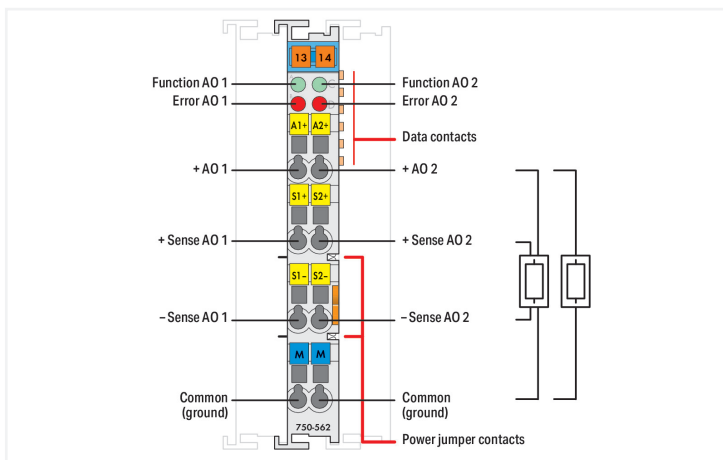 13 14
Function AO 1
Function AO 2
C
Error AO 1
Error AO 2
A1+ A2+
Data contacts
+ AO 1
+ AO 2
S1+ S2+
+ Sense AO 1
+ Sense AO 2
S1– S2–
– Sense AO 1
– Sense AO 2
M M
Common
(ground)
Common
(ground)
750-562
Power jumper contacts